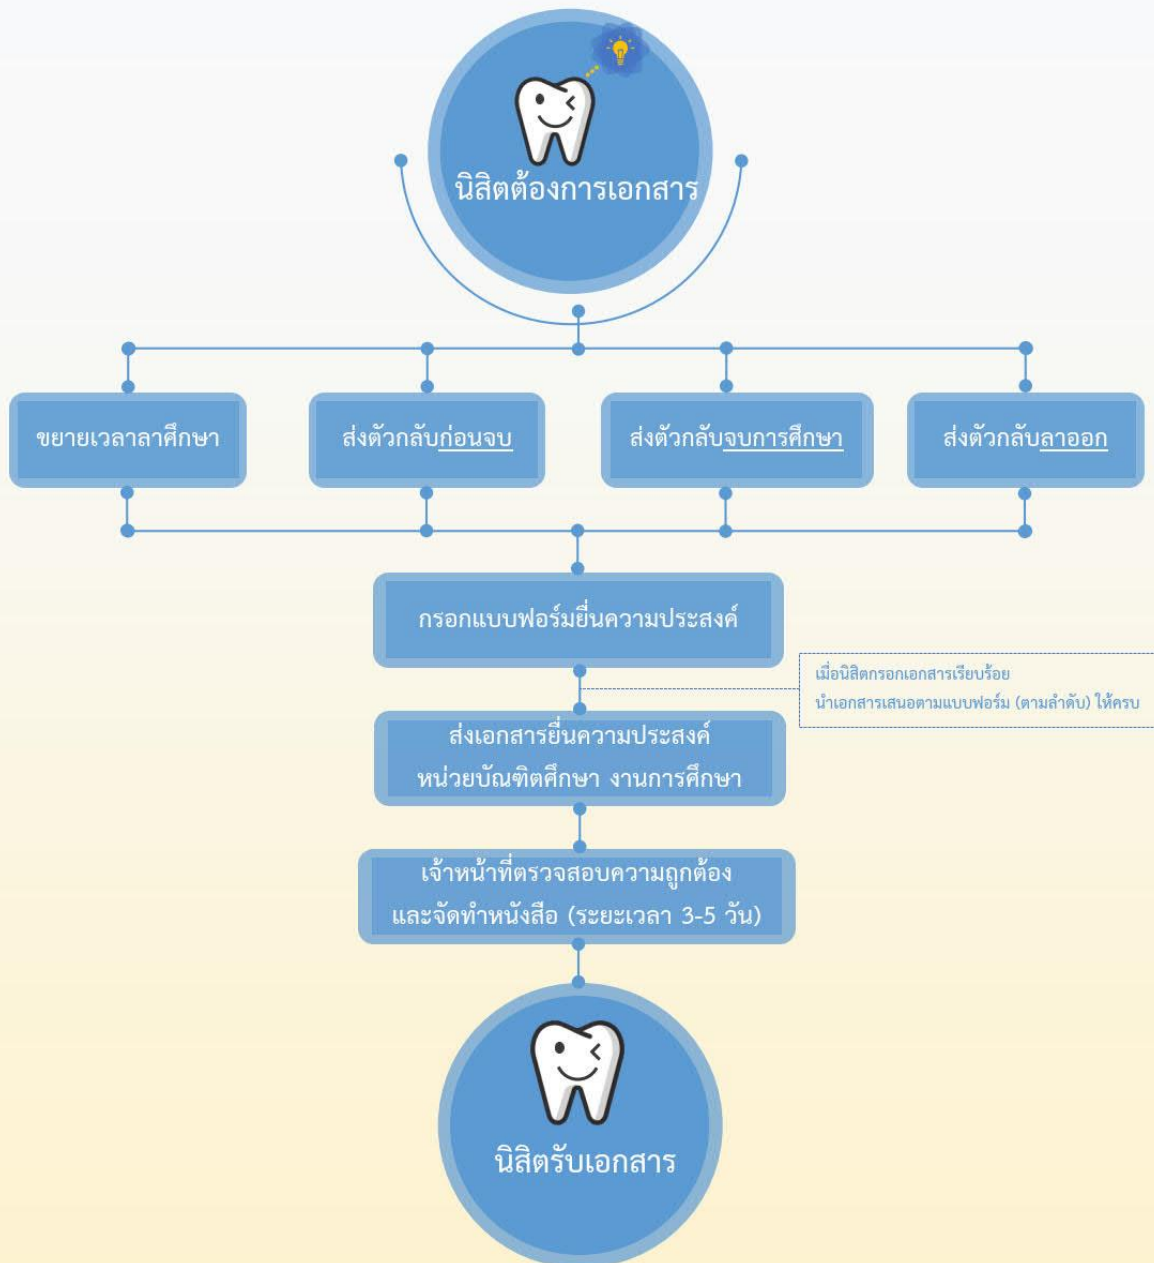 นิสิตต้องการเอกสาร
ขยายเวลาลาศึกษา
ส่งตัวกลับก่อนจบ
ส่งตัวกลับจบการศึกษา
ส่งตัวกลับลาออก
กรอกแบบฟอร์มยื่นความประสงค์
เมื่อนิสิตกรอกเอกสารเรียบร้อย
นำเอกสารเสนอตามแบบฟอร์ม (ตามลำดับ) ให้ครบ
ส่งเอกสารยื่นความประสงค์
หน่วยบัณฑิตศึกษา งานการศึกษา
เจ้าหน้าที่ตรวจสอบความถูกต้อง
และจัดทำหนังสือ (ระยะเวลา 3-5 วัน)
นิสิตรับเอกสาร